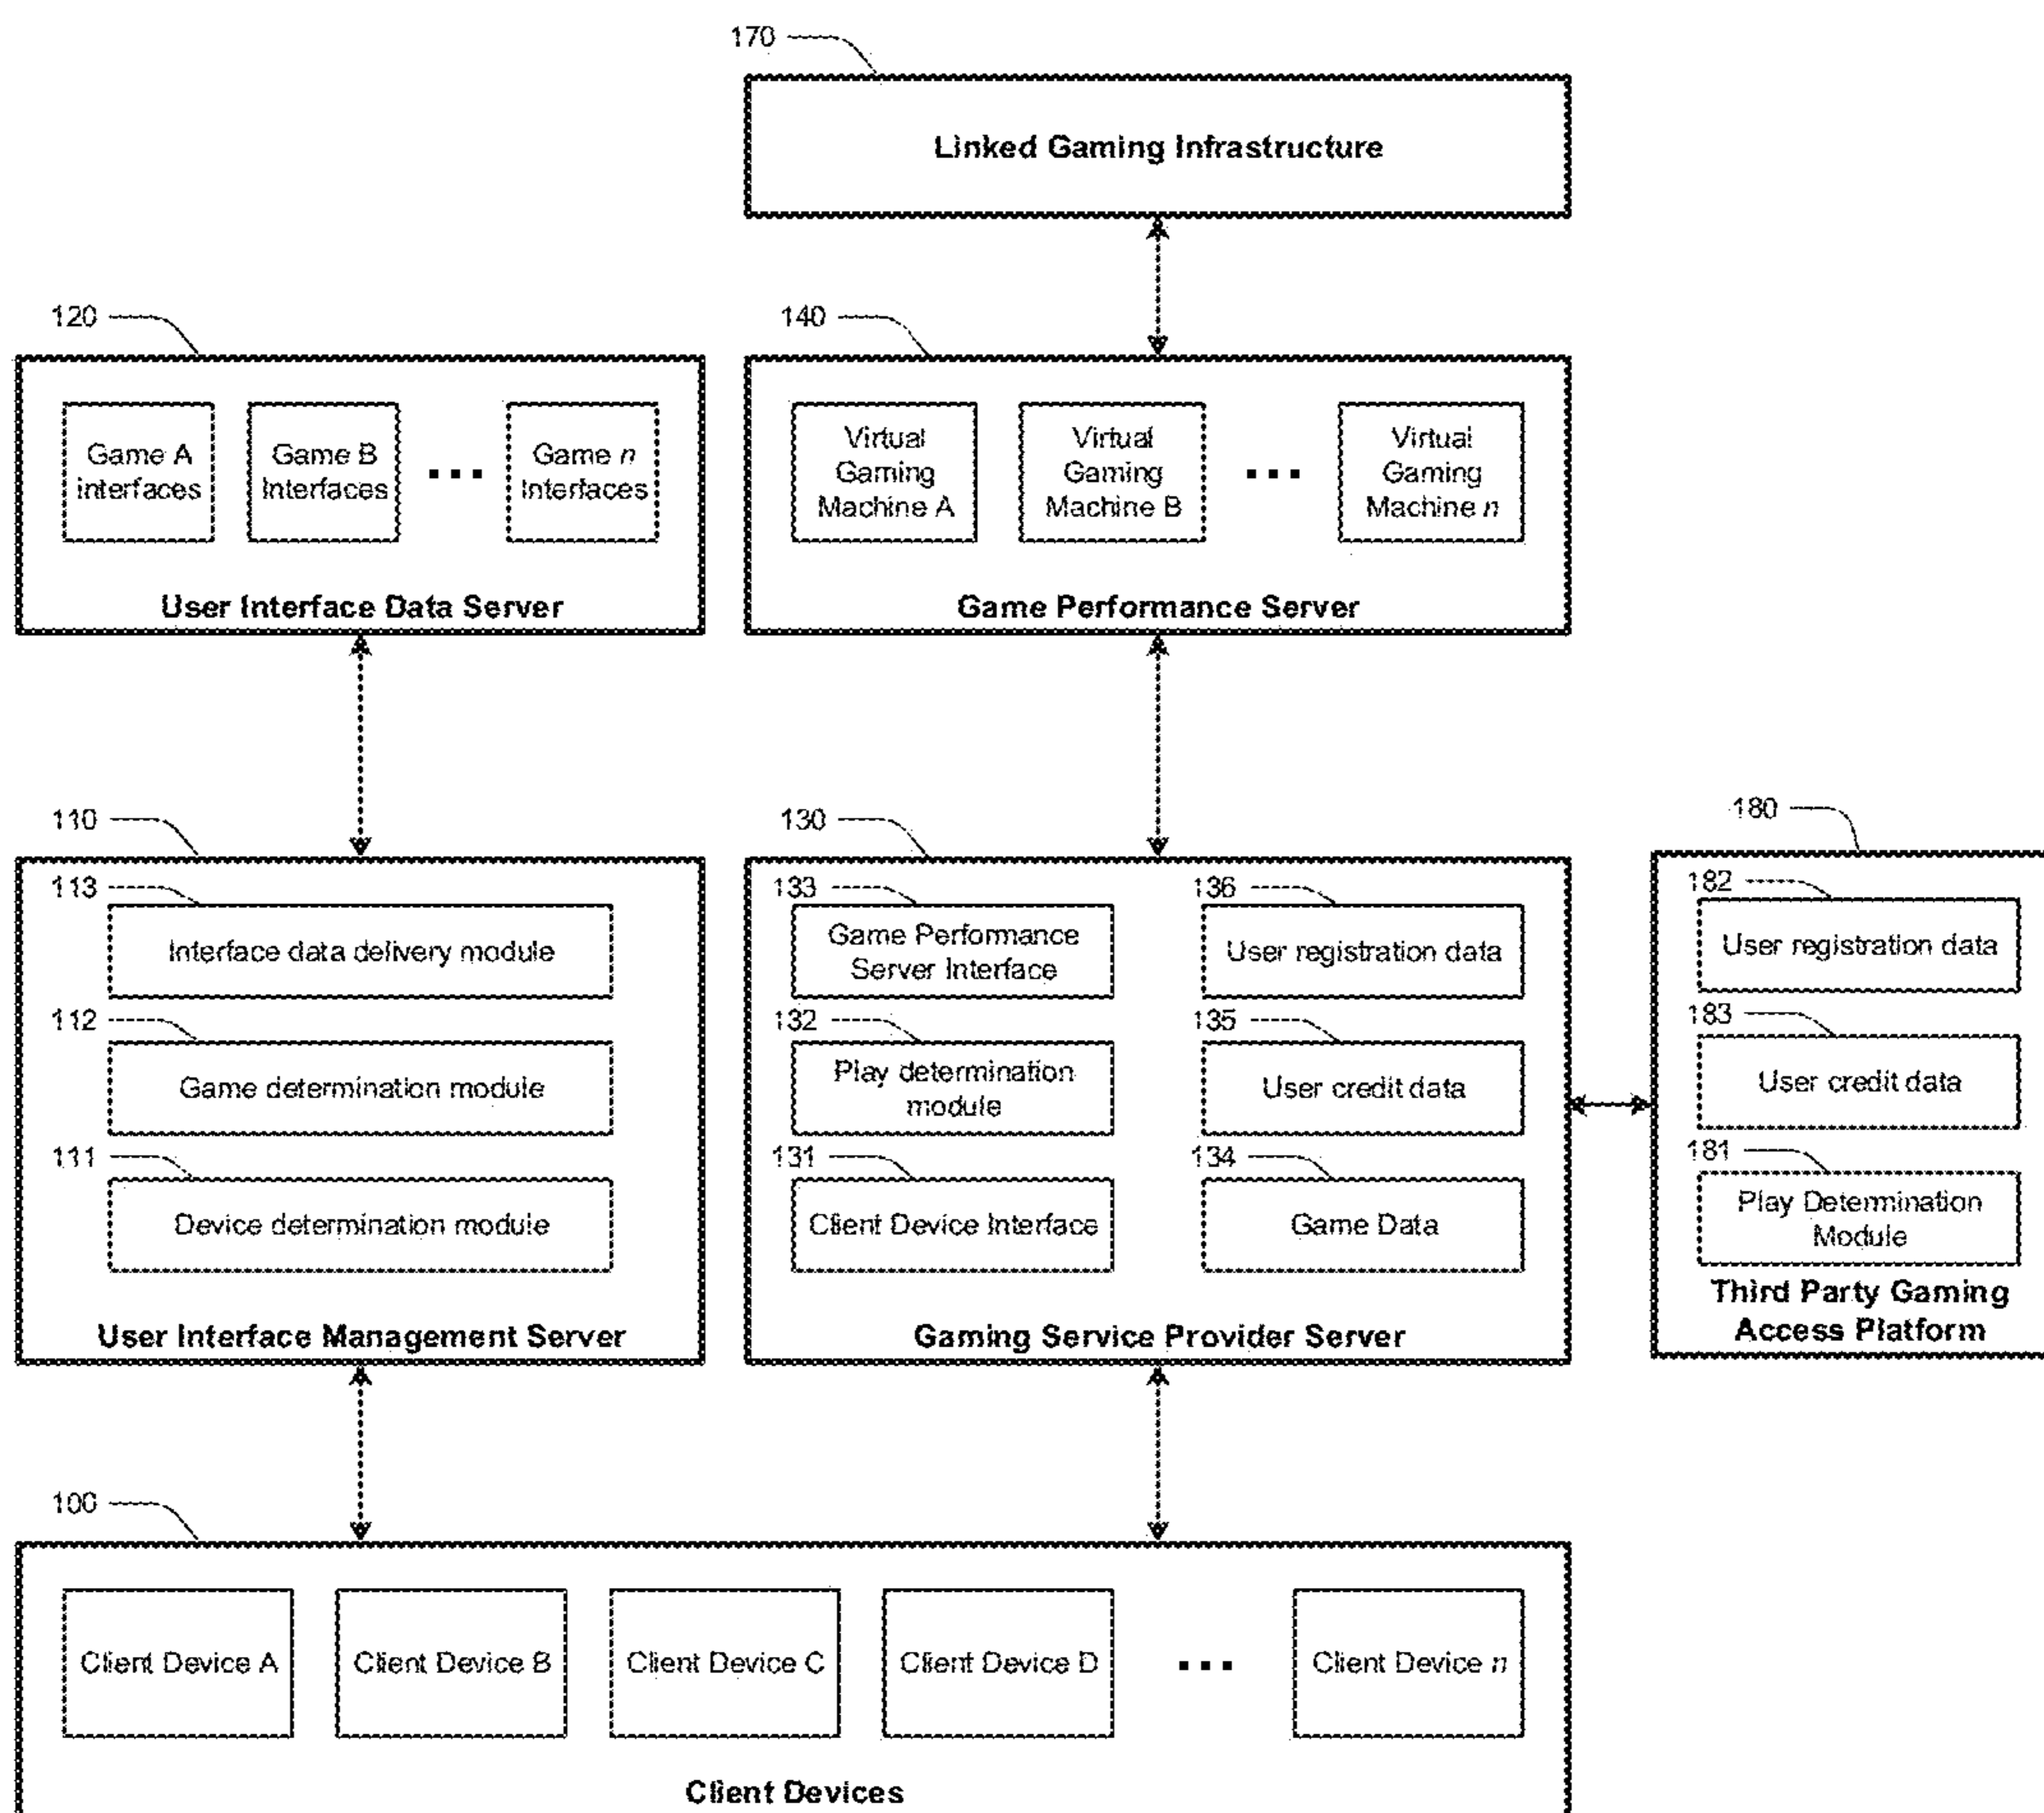 170
Linked Gaming Infrastructure
120
Game A
interfaces
Game B
Interfaces
...
Game n
Interfaces
User Interface Data Server
140
Virtual
Gaming
Machine A
Virtual
Gaming
Machine B
...
Virtual
Gaming
Machine n
Game Performance Server
110
113
Interface data delivery module
112
Game determination module
111
Device determination module
User Interface Management Server
130
133
Game Performance
Server Interface
136
User registration data
132
Play determination
module
135
User credit data
131
Client Device Interface
134
Game Data
Gaming Service Provider Server
180
182
User registration data
183
User credit data
181
Play Determination
Module
Third Party Gaming
Access Platform
100
Client Device A
Client Device B
Client Device C
Client Device D
...
Client Device n
Client Devices